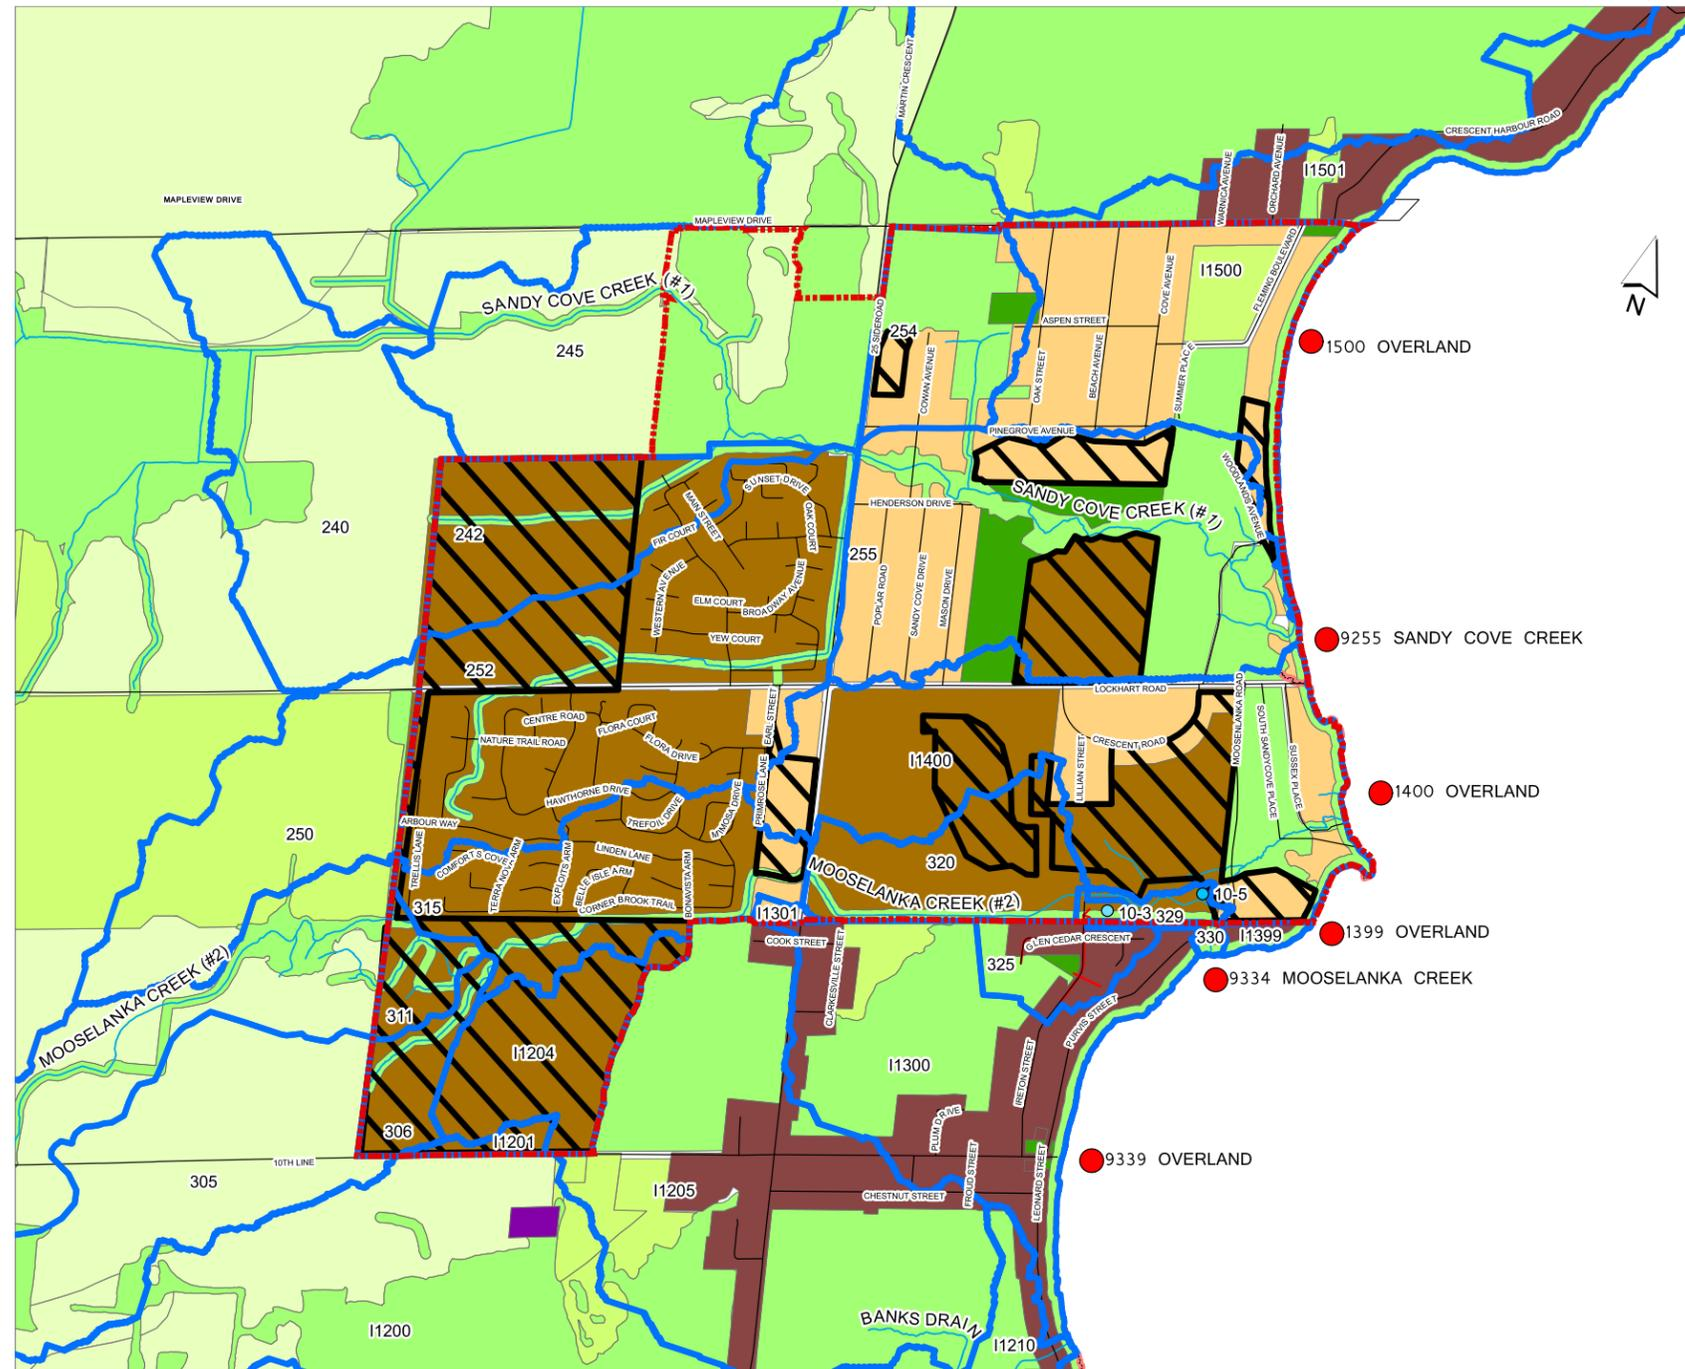 MARTIN CRESCENT
CRESCENT HARBOUR ROAD
WARNICA AVENUE
ORCHARD AVENUE
I1501
MAPLEVIEW DRIVE
MAPLEVIEW DRIVE
N
SANDY COVE CREEK (#1)
245
25 SIDEROAD
254
COWAN AVENUE
ASPEN STREET
OAK STREET
BEACH AVENUE
COVE AVENUE
SUMMER PLACE
I1500
FLEMING BOULEVARD
1500 OVERLAND
PINEGROVE AVENUE
WOODLANDS AVENUE
SANDY COVE CREEK (#1)
HENDERSON DRIVE
240
242
SUNSET DRIVE
MAIN STREET
OAK COURT
FIR COURT
WESTERN AVENUE
ELM COURT
BROADWAY AVENUE
YEW COURT
255
POPLAR ROAD
SANDY COVE DRIVE
MASON DRIVE
9255 SANDY COVE CREEK
252
LOCKHART ROAD
CENTRE ROAD
FLORA COURT
NATURE TRAIL ROAD
FLORA DRIVE
EARL STREET
PRIMROSE LANE
HAWTHORNE DRIVE
TREFOIL DRIVE
MIMOSA DRIVE
I1400
LILLIAN STREET
CRESCENT ROAD
MOOSENLANKA ROAD
SOUTH SANDYCOVE PLACE
SUSSEX PLACE
1400 OVERLAND
250
ARBOUR WAY
TRELLIS LANE
COMFORTS COVE
TERRA NOVA ARM
EXPLOITS ARM
LINDEN LANE
BELLE ISLE ARM
CORNER BROOK TRAIL
BONAVISTA ARM
315
320
MOOSELANKA CREEK (#2)
I1301
10-5
10-3
329
330
I1399
1399 OVERLAND
COOK STREET
CLARKESVILLE STREET
GLEN CEDAR CRESCENT
325
9334 MOOSELANKA CREEK
MOOSELANKA CREEK (#2)
311
I1204
I1300
IRETON STREET
PURVIS STREET
306
I1201
10TH LINE
305
I1205
PLUM DRIVE
FROUD STREET
CHESTNUT STREET
LEONARD STREET
9339 OVERLAND
I1200
BANKS DRAIN
I1210